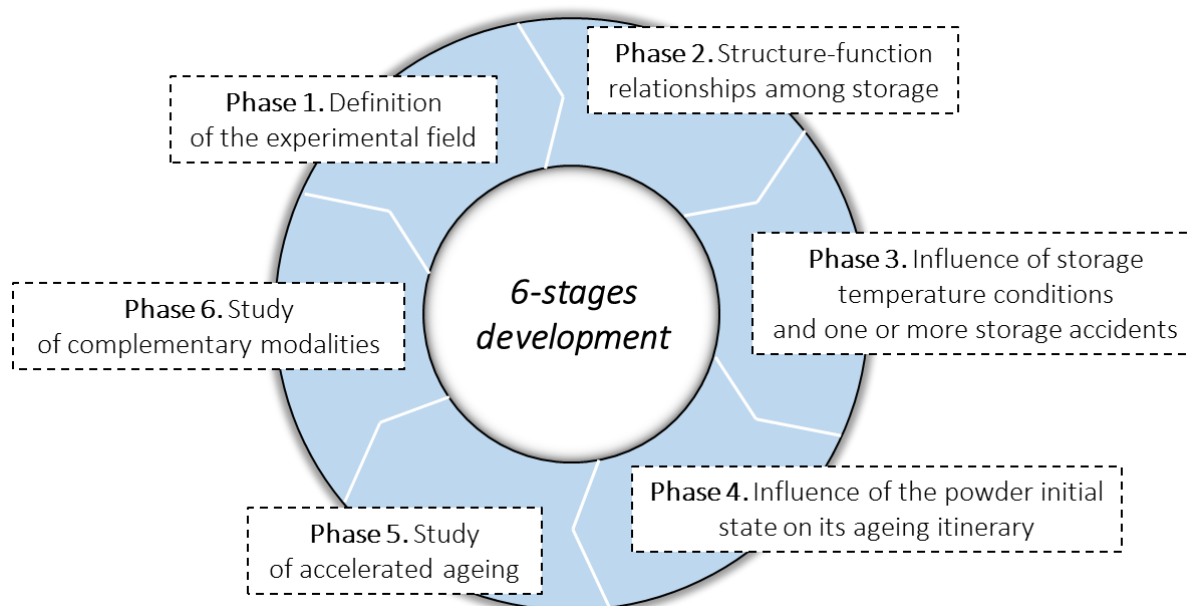 Phase 1. Definition
of the experimental field
Phase 2. Structure-function
relationships among storage
Phase 3. Influence of storage
temperature conditions
and one or more storage accidents
Phase 4. Influence of the powder initial
state on its ageing itinerary
Phase 5. Study
of accelerated ageing
Phase 6. Study
of complementary modalities
6-stages
development